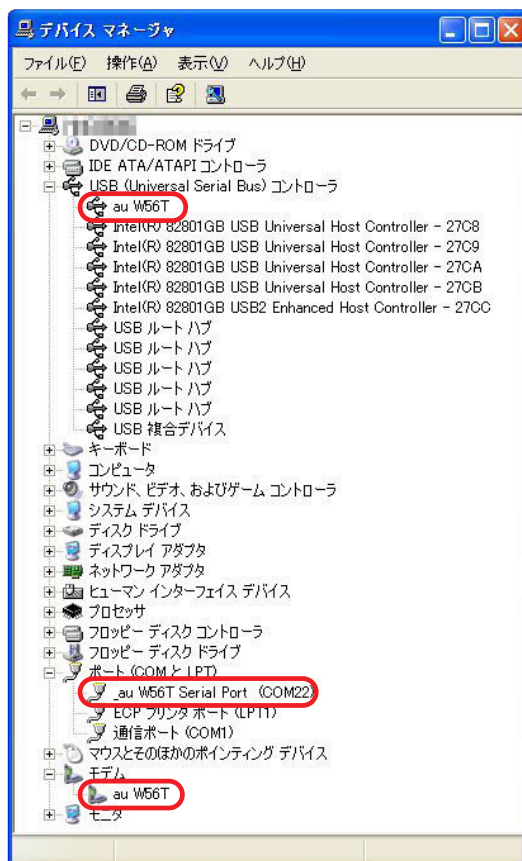 デバイス マネージャ
ファイル(F) 操作(A) 表示(V) ヘルプ(H)
DVD/CD-ROM ドライブ
IDE ATA/ATAPI コントローラ
USB (Universal Serial Bus) コントローラ
au W56T
Intel(R) 82801GB USB Universal Host Controller - 27C8
Intel(R) 82801GB USB Universal Host Controller - 27C9
Intel(R) 82801GB USB Universal Host Controller - 27CA
Intel(R) 82801GB USB Universal Host Controller - 27CB
Intel(R) 82801GB USB2 Enhanced Host Controller - 27CC
USB ルート ハブ
USB ルート ハブ
USB ルート ハブ
USB ルート ハブ
USB ルート ハブ
USB 複合デバイス
キーボード
コンピュータ
サウンド、ビデオ、およびゲーム コントローラ
システム デバイス
ディスク ドライブ
ディスプレイ アダプタ
ネットワーク アダプタ
ヒューマン インターフェイス デバイス
プロセッサ
フロッピー ディスク コントローラ
フロッピー ディスク ドライブ
ポート (COM と LPT)
_au W56T Serial Port (COM22)
ECP プリンタ ポート (LPT1)
通信ポート (COM1)
マウスとそのほかのポインティング デバイス
モデム
au W56T
モニタ